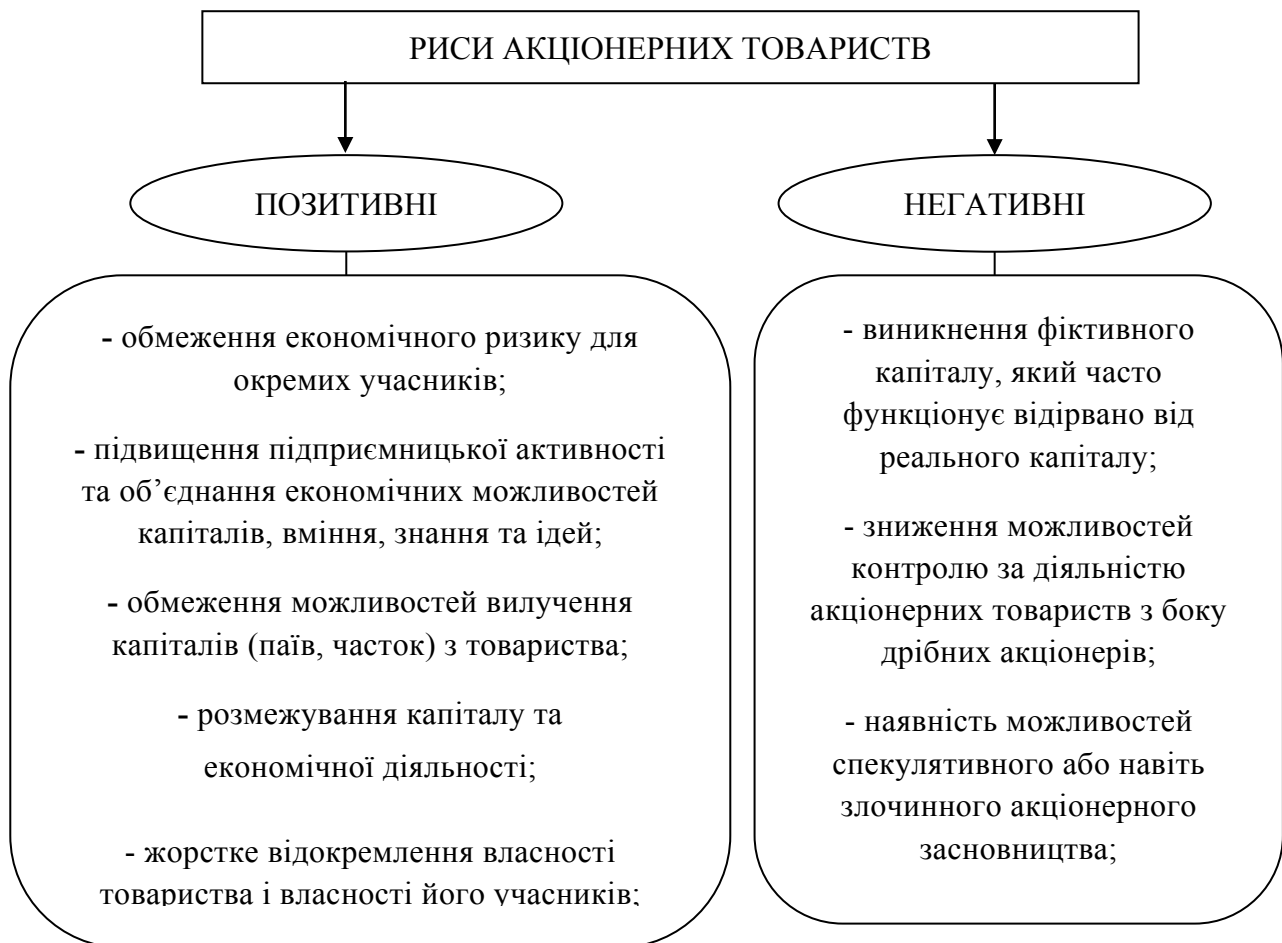 РИСИ АКЦІОНЕРНИХ ТОВАРИСТВ
ПОЗИТИВНІ
- обмеження економічного ризику для
окремих учасників;
- підвищення підприємницької активності
та об’єднання економічних можливостей
капіталів, вміння, знання та ідей;
- обмеження можливостей вилучення
капіталів (паїв, часток) з товариства;
- розмежування капіталу та
економічної діяльності;
- жорстке відокремлення власності
товариства і власності його учасників;
НЕГАТИВНІ
- виникнення фіктивного
капіталу, який часто
функціонує відірвано від
реального капіталу;
- зниження можливостей
контролю за діяльністю
акціонерних товариств з боку
дрібних акціонерів;
- наявність можливостей
спекулятивного або навіть
злочинного акціонерного
засновництва;